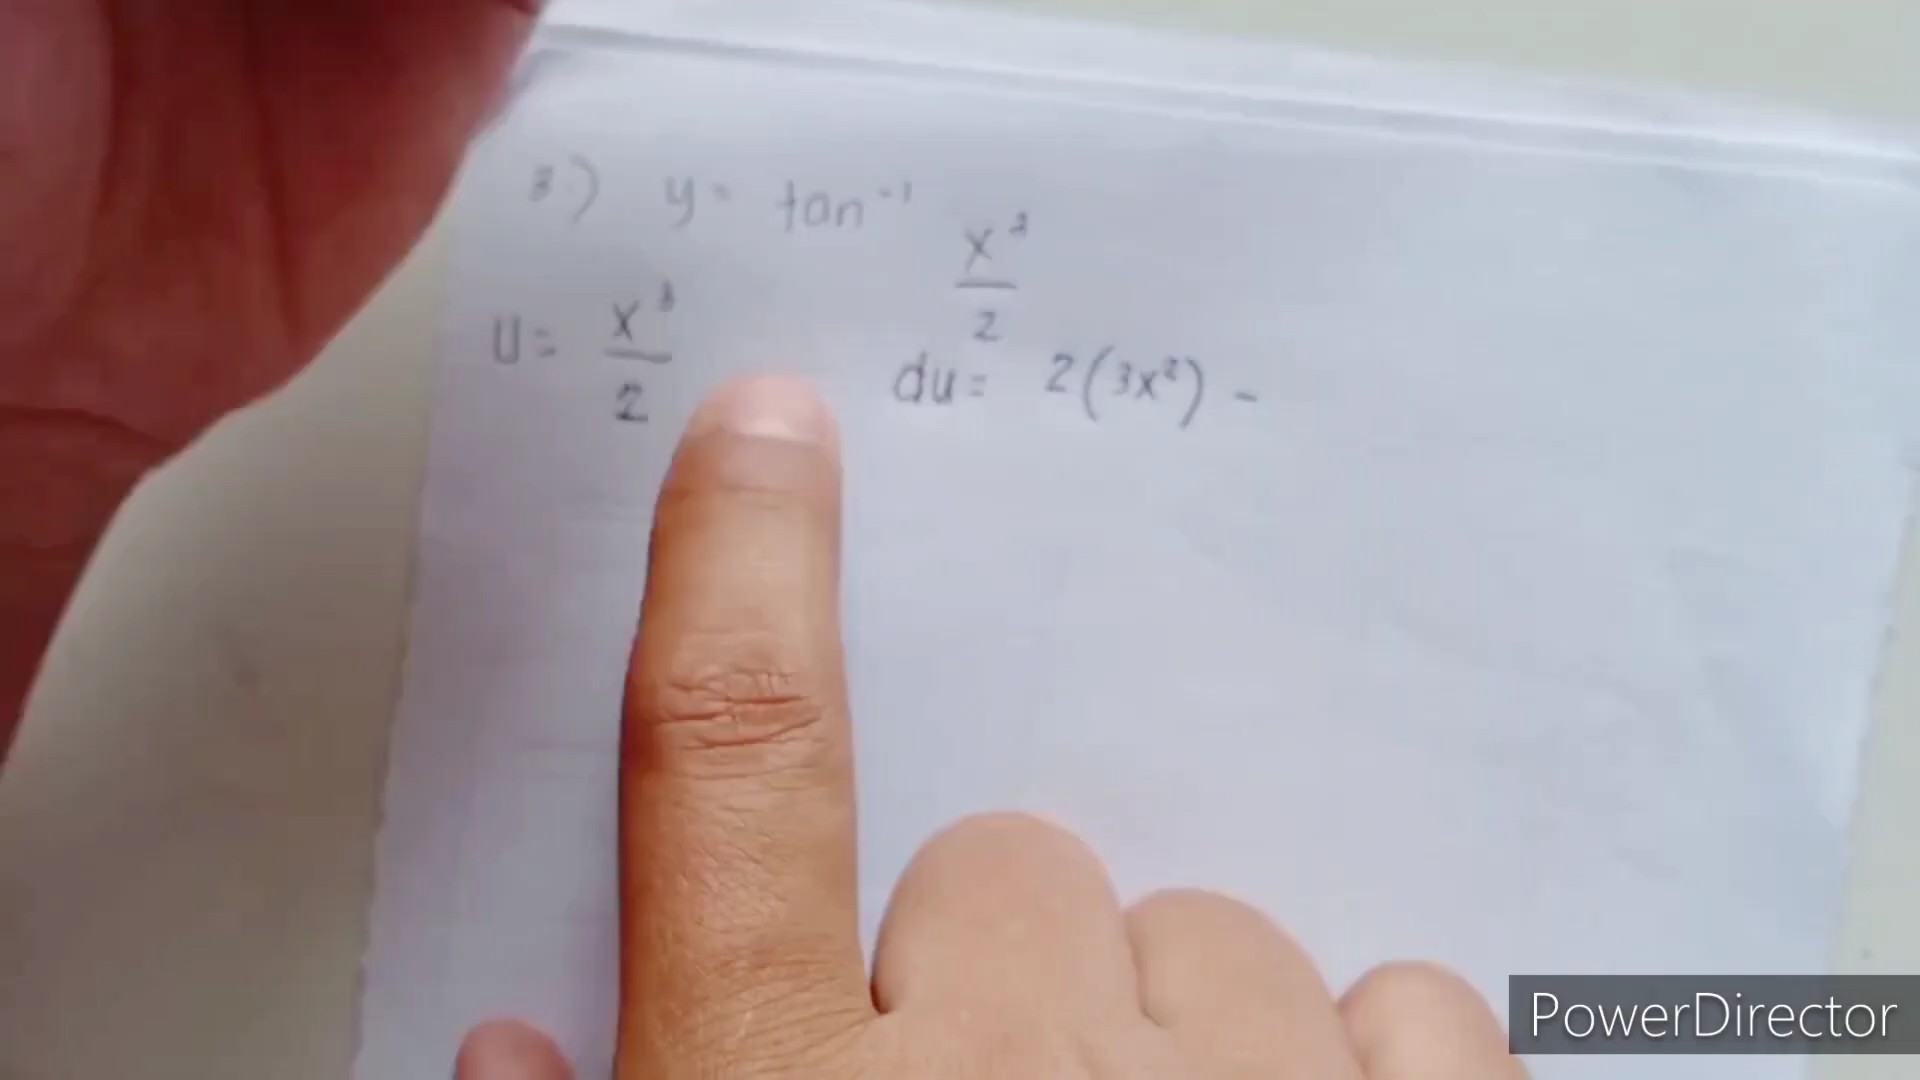 3.) y = tan⁻¹ x³/2
U = x³/2
du = 2(3x²) -
PowerDirector